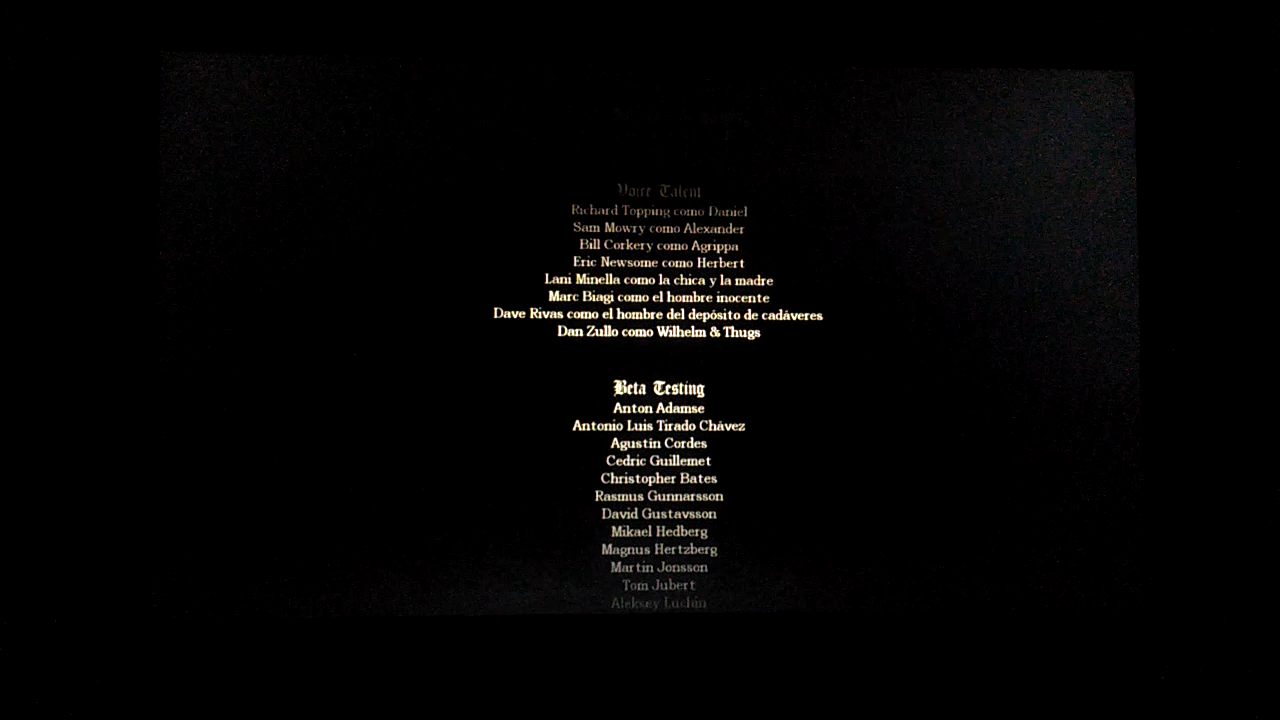 Voice Talent
Richard Topping como Daniel
Sam Mowry como Alexander
Bill Corkery como Agrippa
Eric Newsome como Herbert
Lani Minella como la chica y la madre
Marc Biagi como el hombre inocente
Dave Rivas como el hombre del depósito de cadáveres
Dan Zullo como Wilhelm & Thugs
Beta Testing
Anton Adamse
Antonio Luis Tirado Chávez
Agustín Cordes
Cedric Guillemet
Christopher Bates
Rasmus Gunnarsson
David Gustavsson
Mikael Hedberg
Magnus Hertzberg
Martin Jonsson
Tom Jubert
Aleksey Luchin